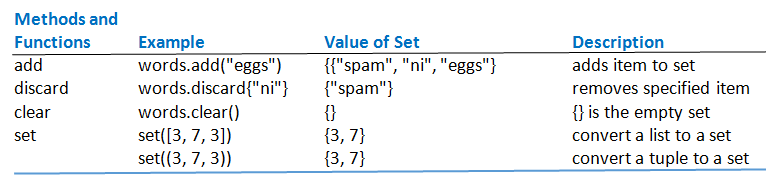 Methods and
Functions Example Value of Set Description
add words.add("eggs") {{"spam", "ni", "eggs"} adds item to set
discard words.discard{"ni"} {"spam"} removes specified item
clear words.clear() {} {} is the empty set
set set([3, 7, 3]) {3, 7} convert a list to a set
set((3, 7, 3)) {3, 7} convert a tuple to a set